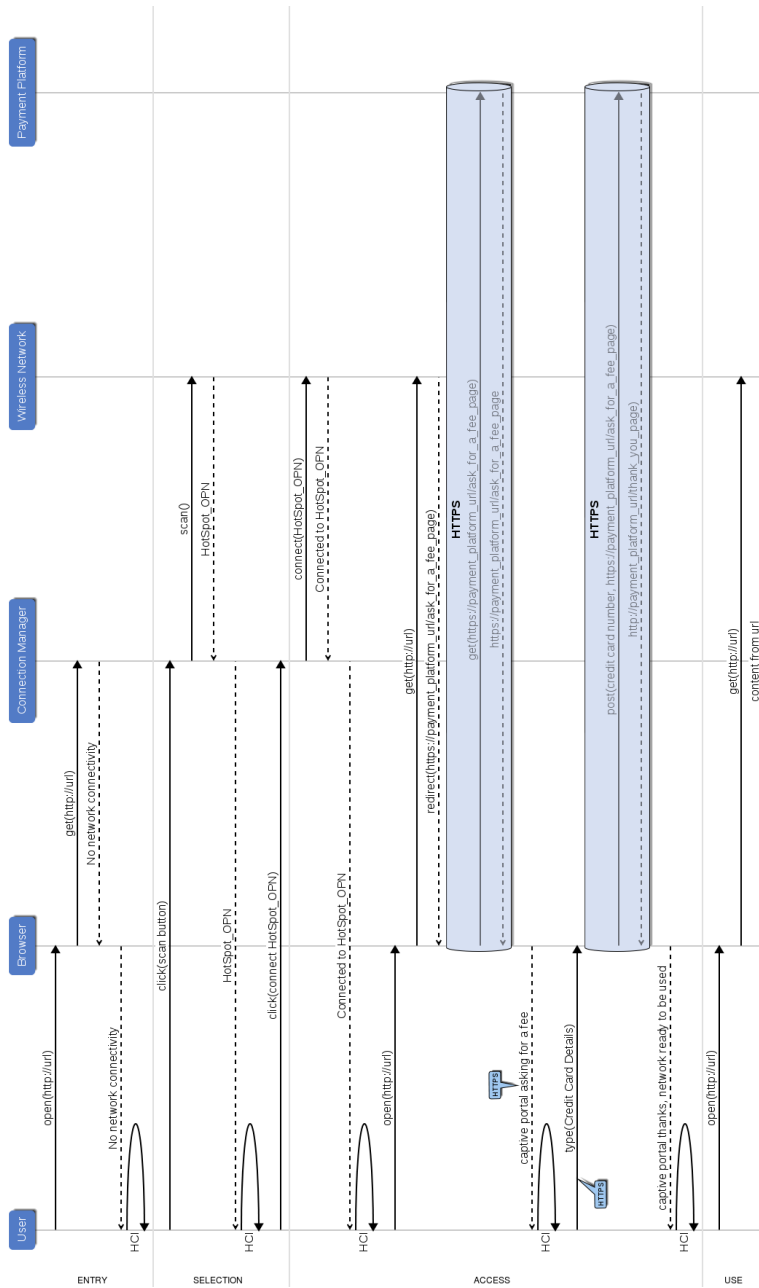 User
Browser
Connection Manager
Wireless Network
Payment Platform
ENTRY
open(http://url)
get(http://url)
No network connectivity
No network connectivity
HCI
SELECTION
click(scan button)
scan()
HotSpot_OPN
HotSpot_OPN
HCI
click(connect HotSpot_OPN)
connect(HotSpot_OPN)
Connected to HotSpot_OPN
Connected to HotSpot_OPN
HCI
ACCESS
open(http://url)
get(http://url)
redirect(https://payment_platform_url/ask_for_a_fee_page)
HTTPS
get(https://payment_platform_url/ask_for_a_fee_page)
https://payment_platform_url/ask_for_a_fee_page
HTTPS
captive portal asking for a fee
HCI
type(Credit Card Details)
HTTPS
HTTPS
post(credit card number, https://payment_platform_url/ask_for_a_fee_page)
http://payment_platform_url/thank_you_page)
captive portal thanks, network ready to be used
HCI
USE
open(http://url)
get(http://url)
content from url